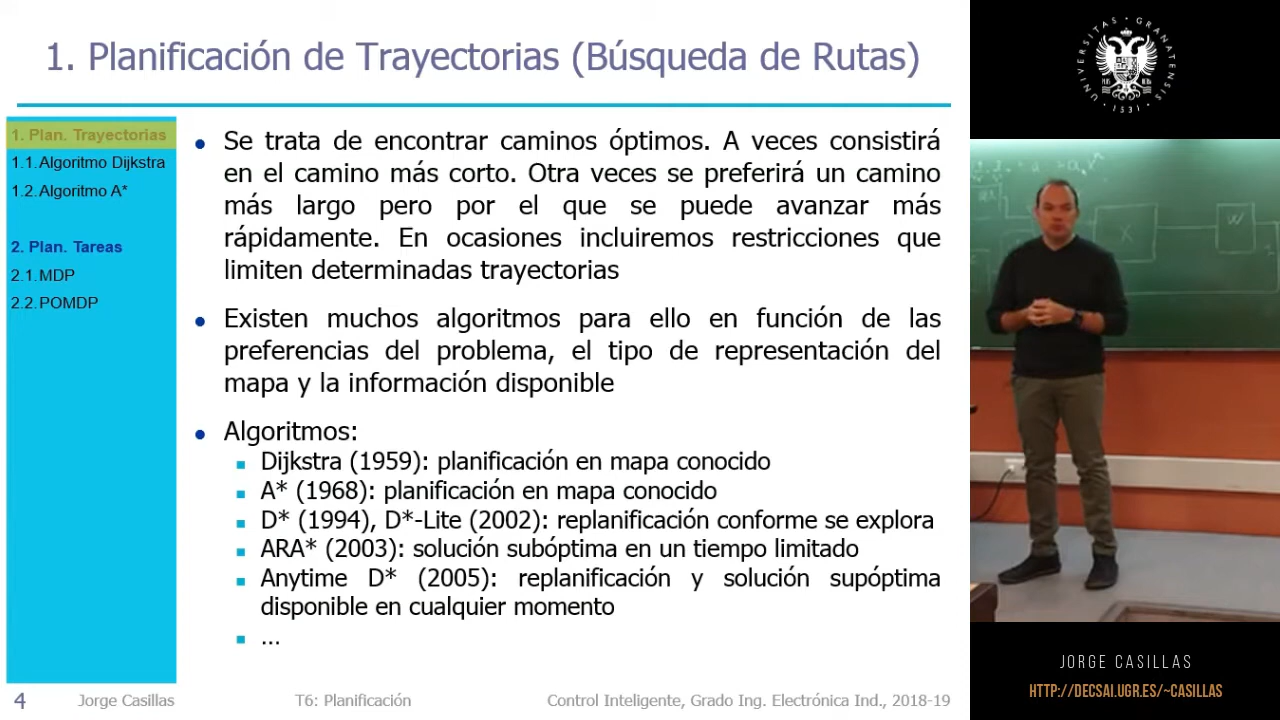 1. Planificación de Trayectorias (Búsqueda de Rutas)
1. Plan. Trayectorias
1.1. Algoritmo Dijkstra
1.2. Algoritmo A*
2. Plan. Tareas
2.1. MDP
2.2. POMDP
Se trata de encontrar caminos óptimos. A veces consistirá
en el camino más corto. Otra veces se preferirá un camino
más largo pero por el que se puede avanzar más
rápidamente. En ocasiones incluiremos restricciones que
limiten determinadas trayectorias
Existen muchos algoritmos para ello en función de las
preferencias del problema, el tipo de representación del
mapa y la información disponible
Algoritmos:
Dijkstra (1959): planificación en mapa conocido
A* (1968): planificación en mapa conocido
D* (1994), D*-Lite (2002): replanificación conforme se explora
ARA* (2003): solución subóptima en un tiempo limitado
Anytime D* (2005): replanificación y solución supóptima
disponible en cualquier momento
...
4 Jorge Casillas T6: Planificación Control Inteligente, Grado Ing. Electrónica Ind., 2018-19
UNIVERSITAS · GRANATENSIS · 1531 ·
X
W
JORGE CASILLAS
HTTP://DECSAI.UGR.ES/~CASILLAS